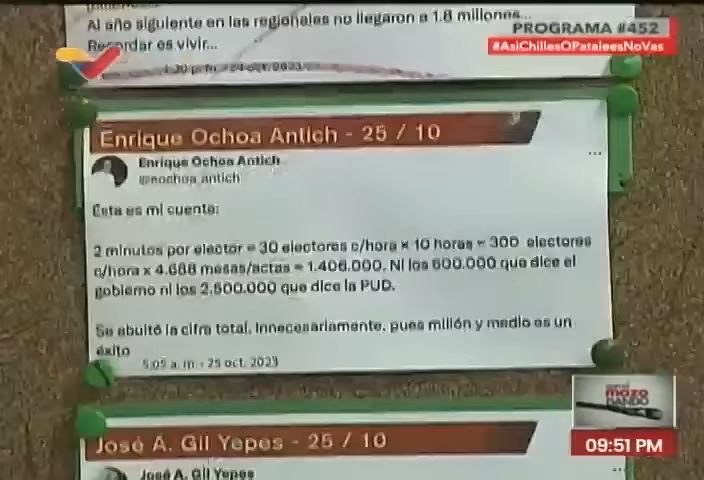 Al año siguiente en las regionales no llegaron a 1.8 millones...
Recordar es vivir...
PROGRAMA #452
#AsiChillesOPataleesNoVas
Enrique Ochoa Antich - 25 / 10
Enrique Ochoa Antich
@eochoa_antich
Esta es mi cuenta:
2 minutos por elector = 30 electores c/hora x 10 horas = 300 electores
c/hora x 4.688 mesas/actas = 1.406.000. Ni los 600.000 que dice el
gobierno ni los 2.500.000 que dice la PUD.
Se abultó la cifra total. Innecesariamente, pues millón y medio es un
éxito
5:05 a. m. · 25 oct. 2023
con el
mazo
DANDO
09:51 PM
José A. Gil Yepes - 25 / 10
José A. Gil Yepes